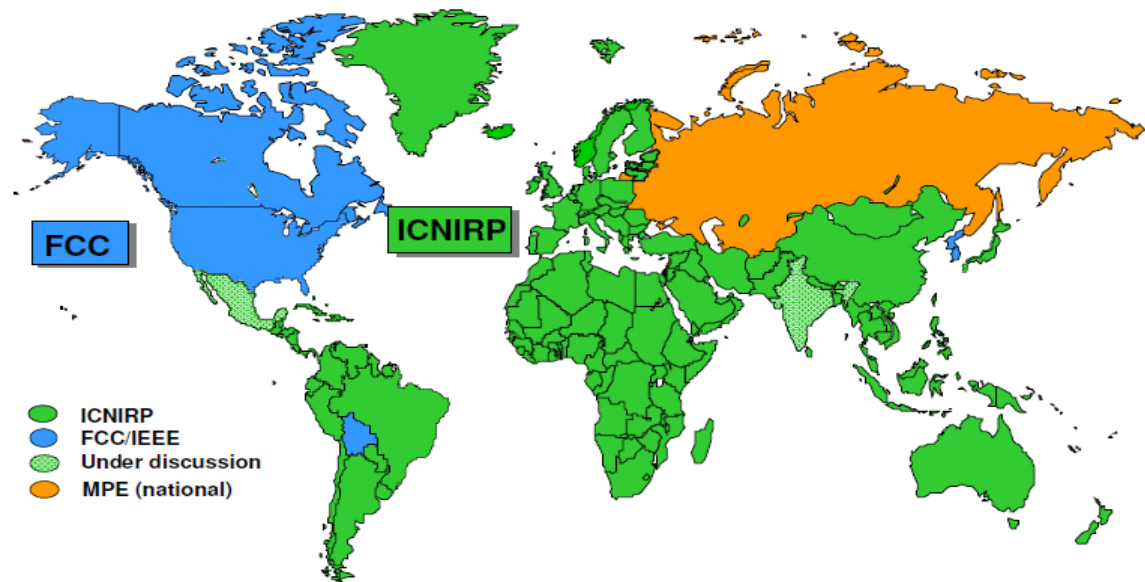 FCC
ICNIRP
ICNIRP
FCC/IEEE
Under discussion
MPE (national)